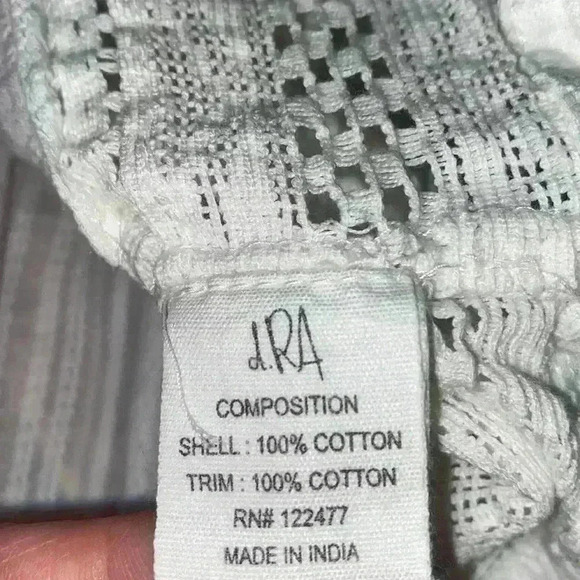 d.RA
COMPOSITION
SHELL : 100% COTTON
TRIM : 100% COTTON
RN# 122477
MADE IN INDIA